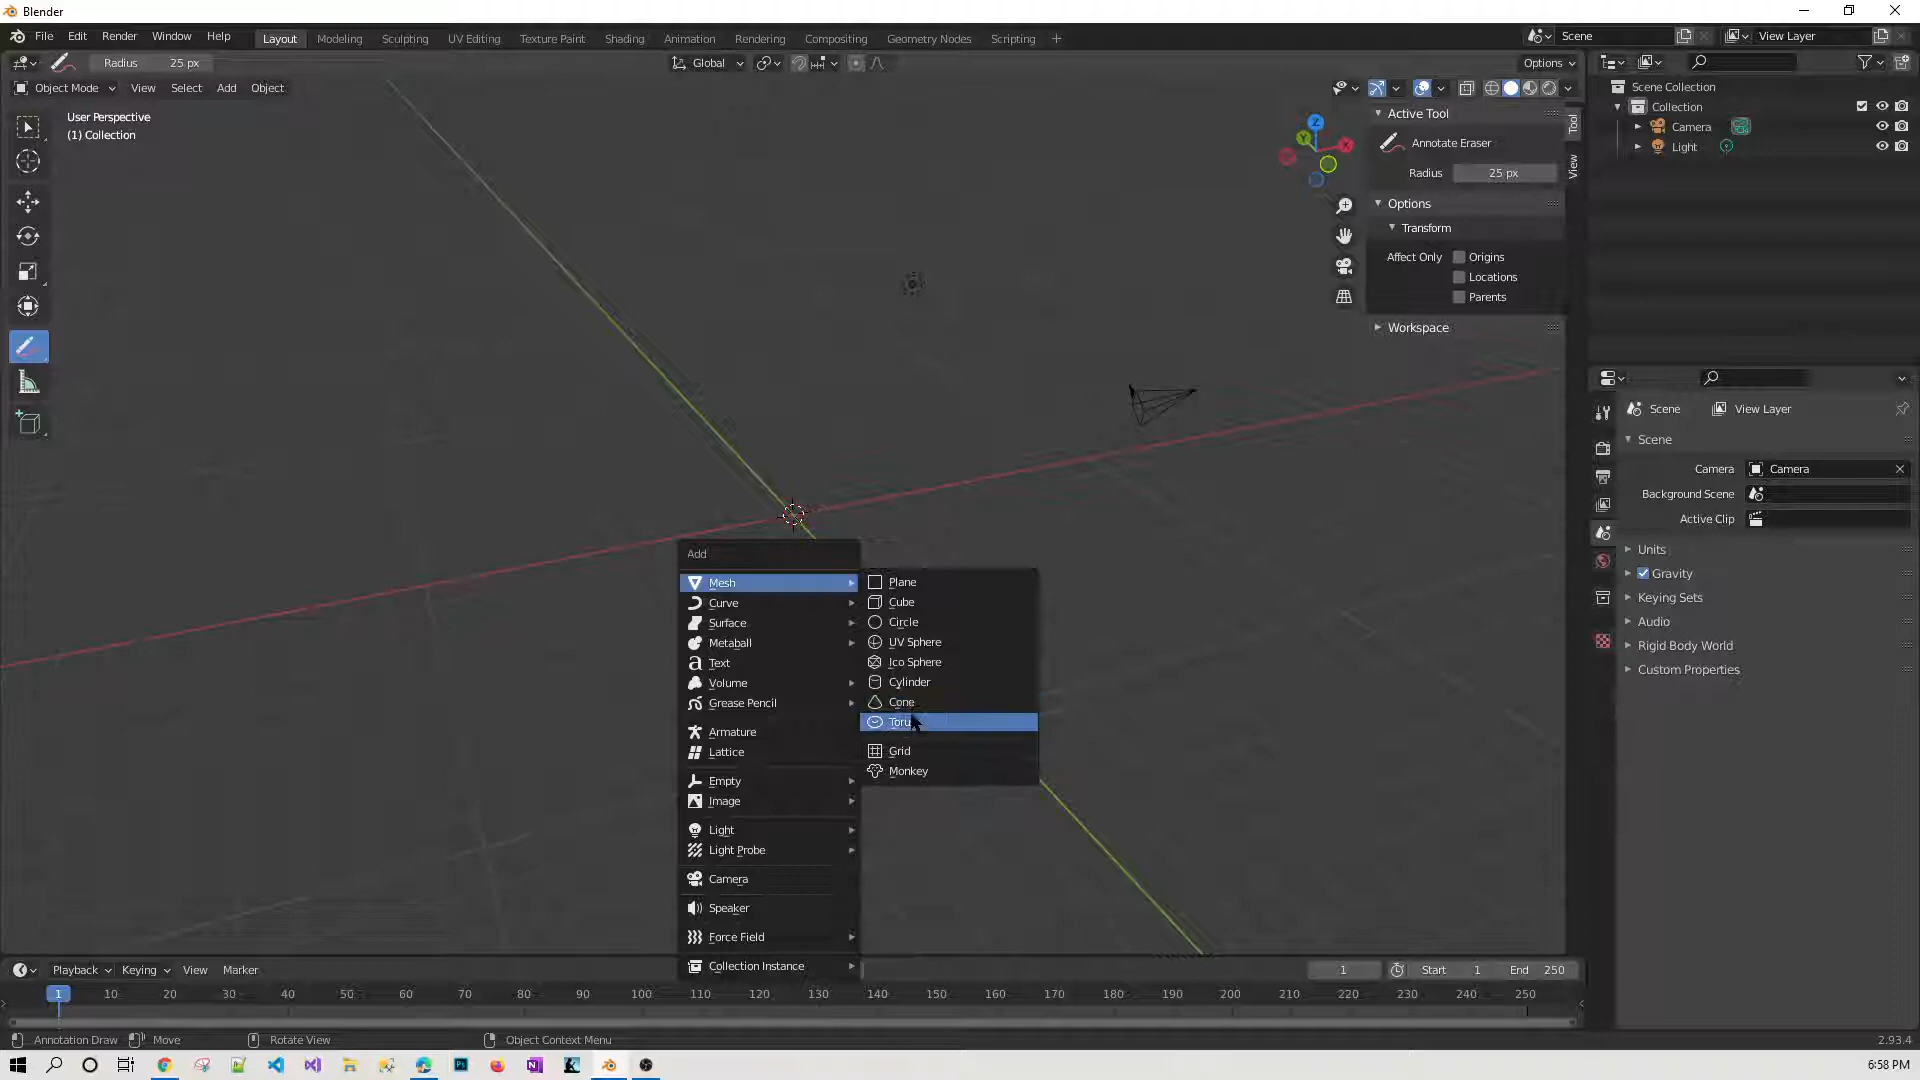 Blender
File Edit Render Window Help
Layout Modeling Sculpting UV Editing Texture Paint Shading Animation Rendering Compositing Geometry Nodes Scripting +
Scene
View Layer
Radius 25 px
Global
Options
Object Mode View Select Add Object
User Perspective
(1) Collection
Z
Y
X
Active Tool
Annotate Eraser
Radius 25 px
Options
Transform
Affect Only Origins
Locations
Parents
Workspace
Tool
View
Scene Collection
Collection
Camera
Light
Scene View Layer
Scene
Camera Camera
Background Scene
Active Clip
Units
Gravity
Keying Sets
Audio
Rigid Body World
Custom Properties
Add
Mesh
Curve
Surface
Metaball
Text
Volume
Grease Pencil
Armature
Lattice
Empty
Image
Light
Light Probe
Camera
Speaker
Force Field
Collection Instance
Plane
Cube
Circle
UV Sphere
Ico Sphere
Cylinder
Cone
Toru
Grid
Monkey
Playback Keying View Marker
1 Start 1 End 250
1 10 20 30 40 50 60 70 80 90 100 110 120 130 140 150 160 170 180 190 200 210 220 230 240 250
Annotation Draw Move Rotate View Object Context Menu 2.93.4
6:58 PM